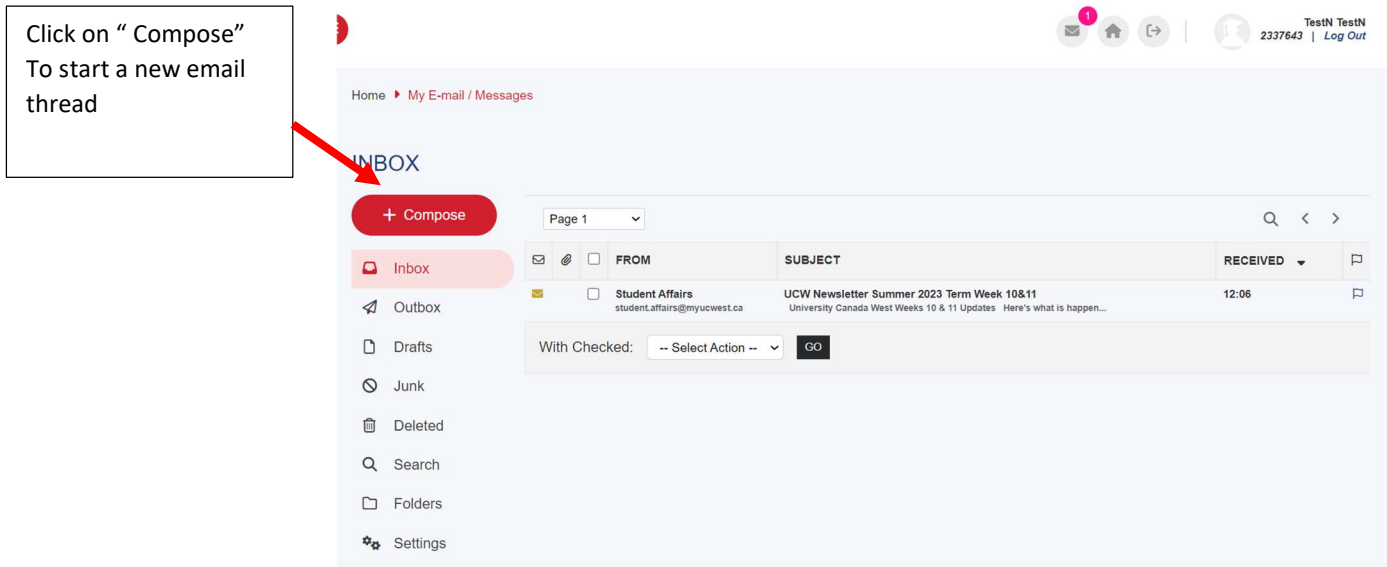 Click on “ Compose”
To start a new email
thread
1
TestN TestN
2337643 | Log Out
Home My E-mail / Messages
INBOX
+ Compose
Page 1
Inbox
FROM SUBJECT RECEIVED
Student Affairs UCW Newsletter Summer 2023 Term Week 10&11 12:06
student.affairs@myucwest.ca University Canada West Weeks 10 & 11 Updates Here's what is happen...
Outbox
With Checked: -- Select Action -- GO
Drafts
Junk
Deleted
Search
Folders
Settings